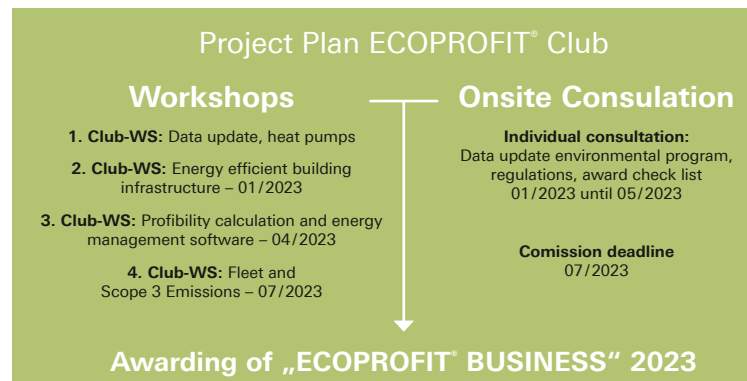 Project Plan ECOPROFIT® Club
Workshops
1. Club-WS: Data update, heat pumps
2. Club-WS: Energy efficient building
infrastructure – 01/2023
3. Club-WS: Profibility calculation and energy
management software – 04/2023
4. Club-WS: Fleet and
Scope 3 Emissions – 07/2023
Onsite Consulation
Individual consultation:
Data update environmental program,
regulations, award check list
01/2023 until 05/2023
Comission deadline
07/2023
Awarding of „ECOPROFIT® BUSINESS“ 2023